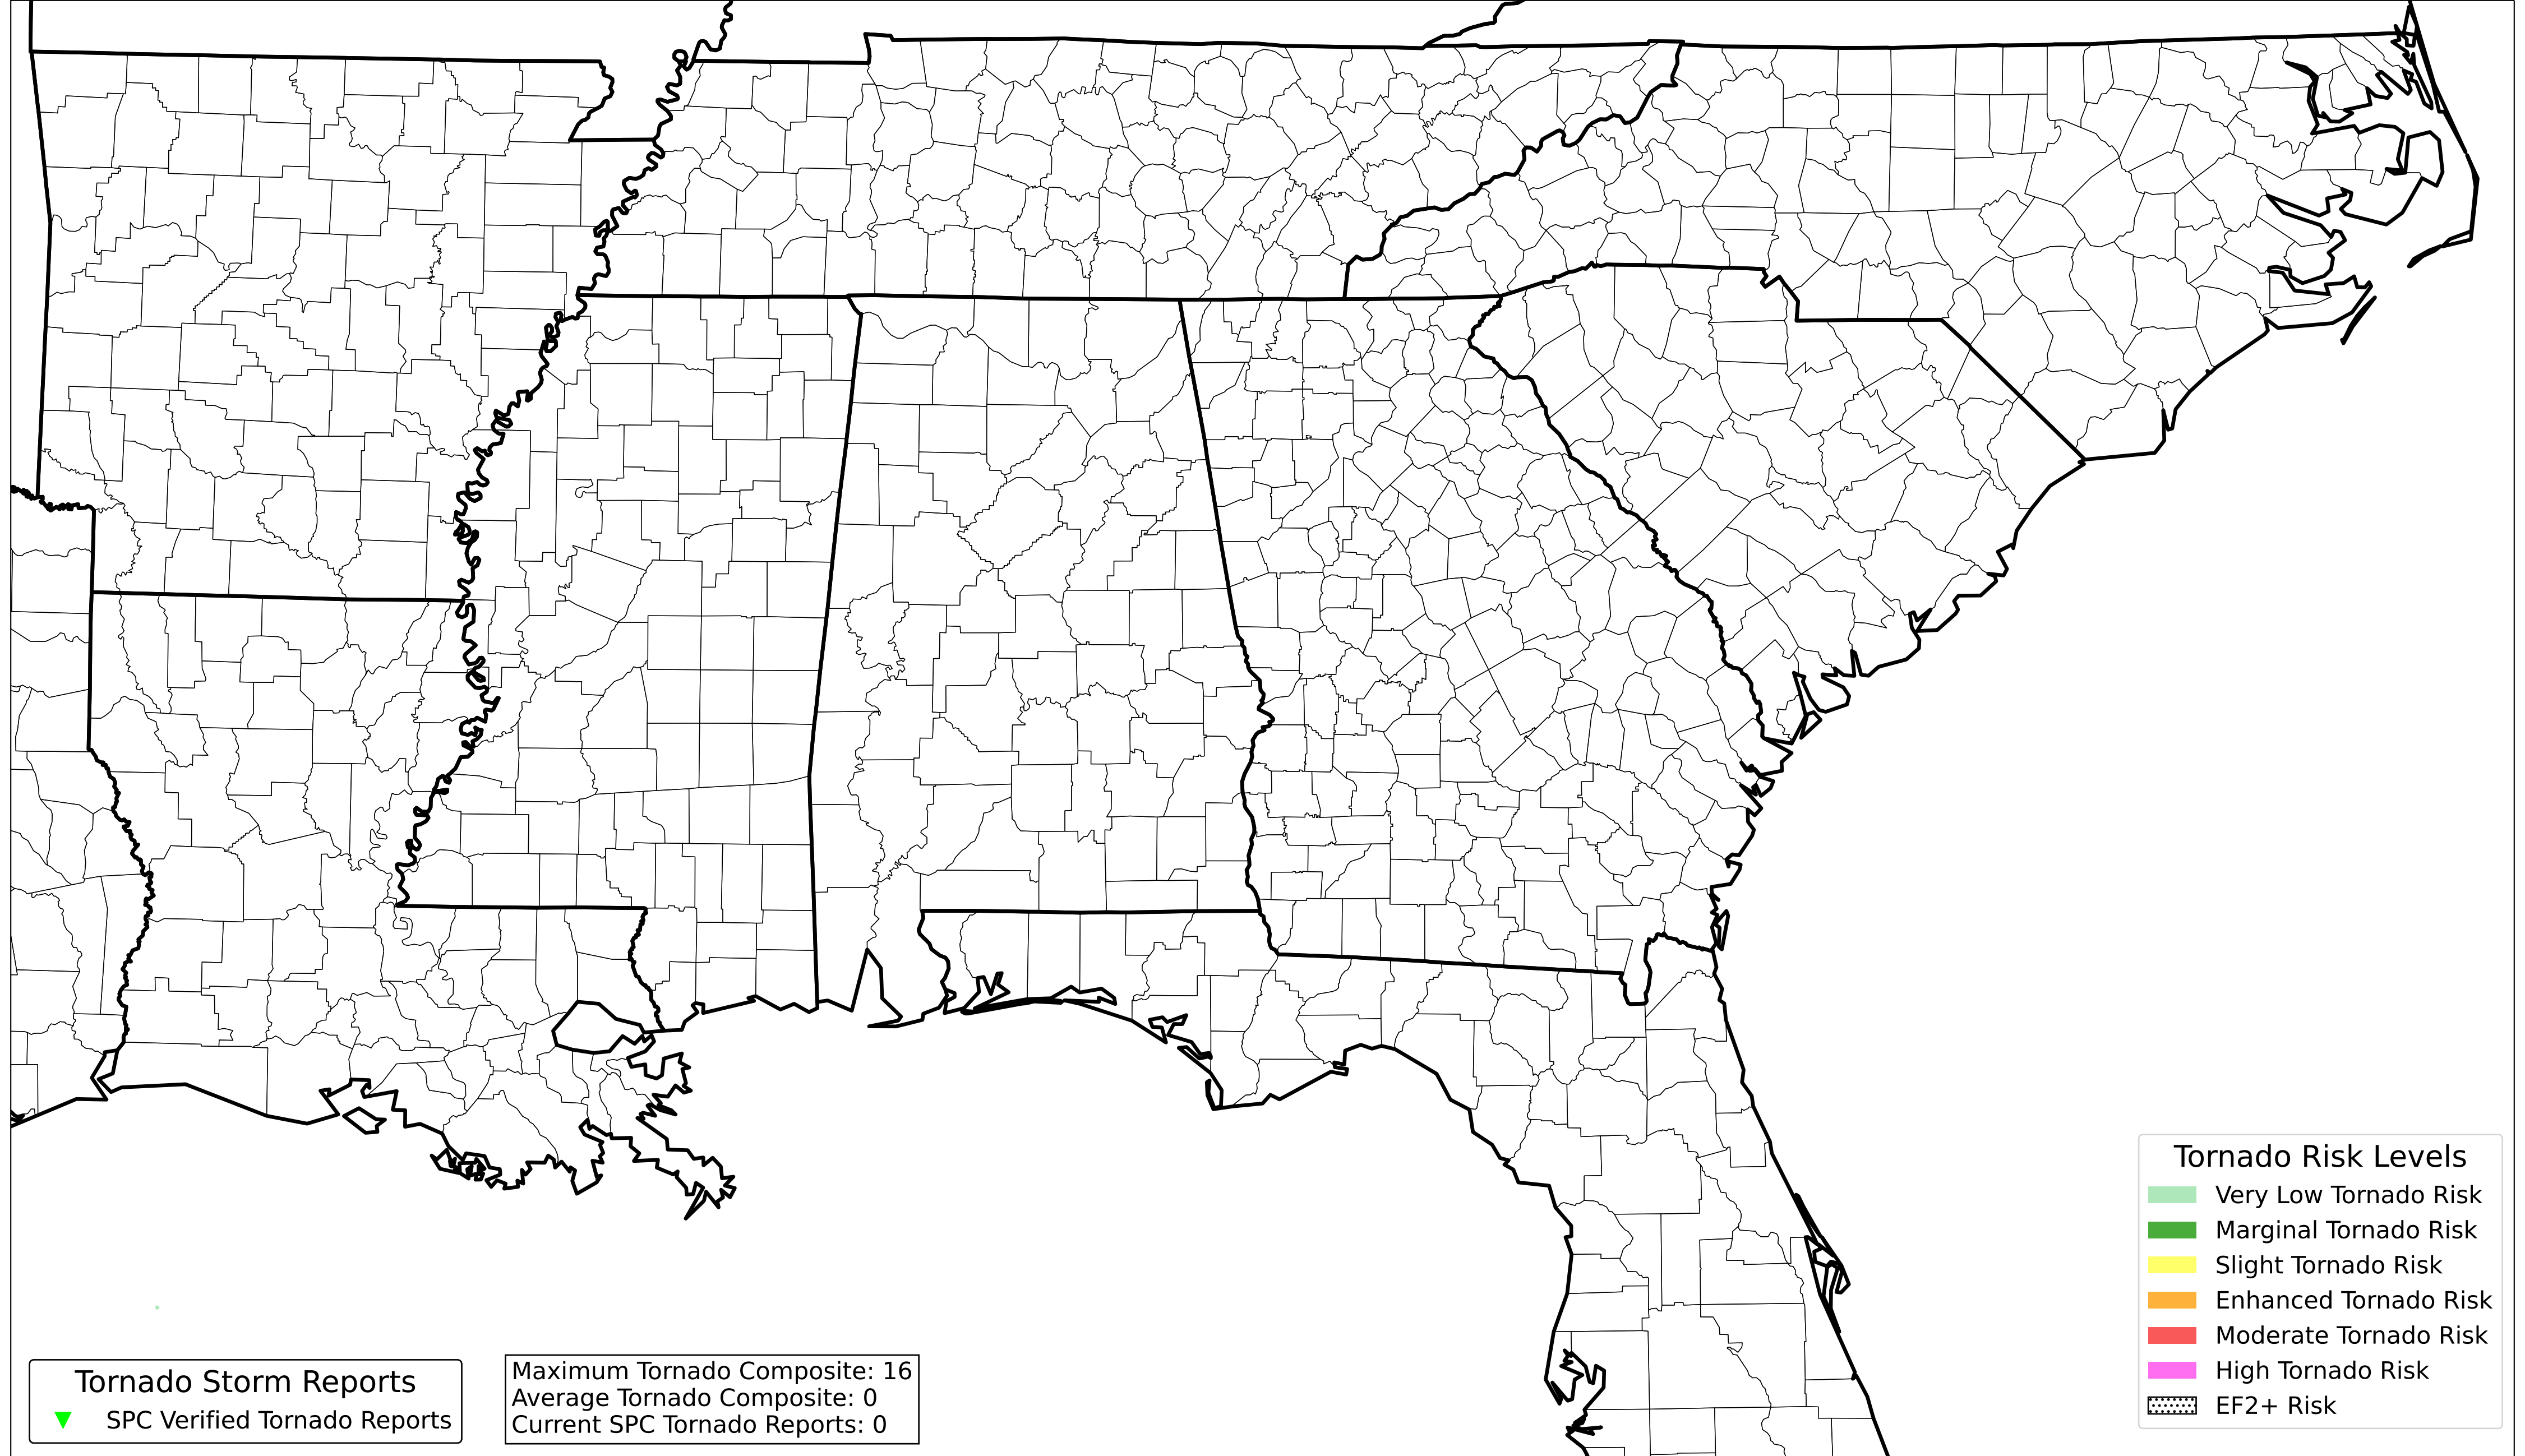 Tornado Risk Levels
Very Low Tornado Risk
Marginal Tornado Risk
Slight Tornado Risk
Enhanced Tornado Risk
Moderate Tornado Risk
High Tornado Risk
EF2+ Risk
Tornado Storm Reports
SPC Verified Tornado Reports
Maximum Tornado Composite: 16
Average Tornado Composite: 0
Current SPC Tornado Reports: 0